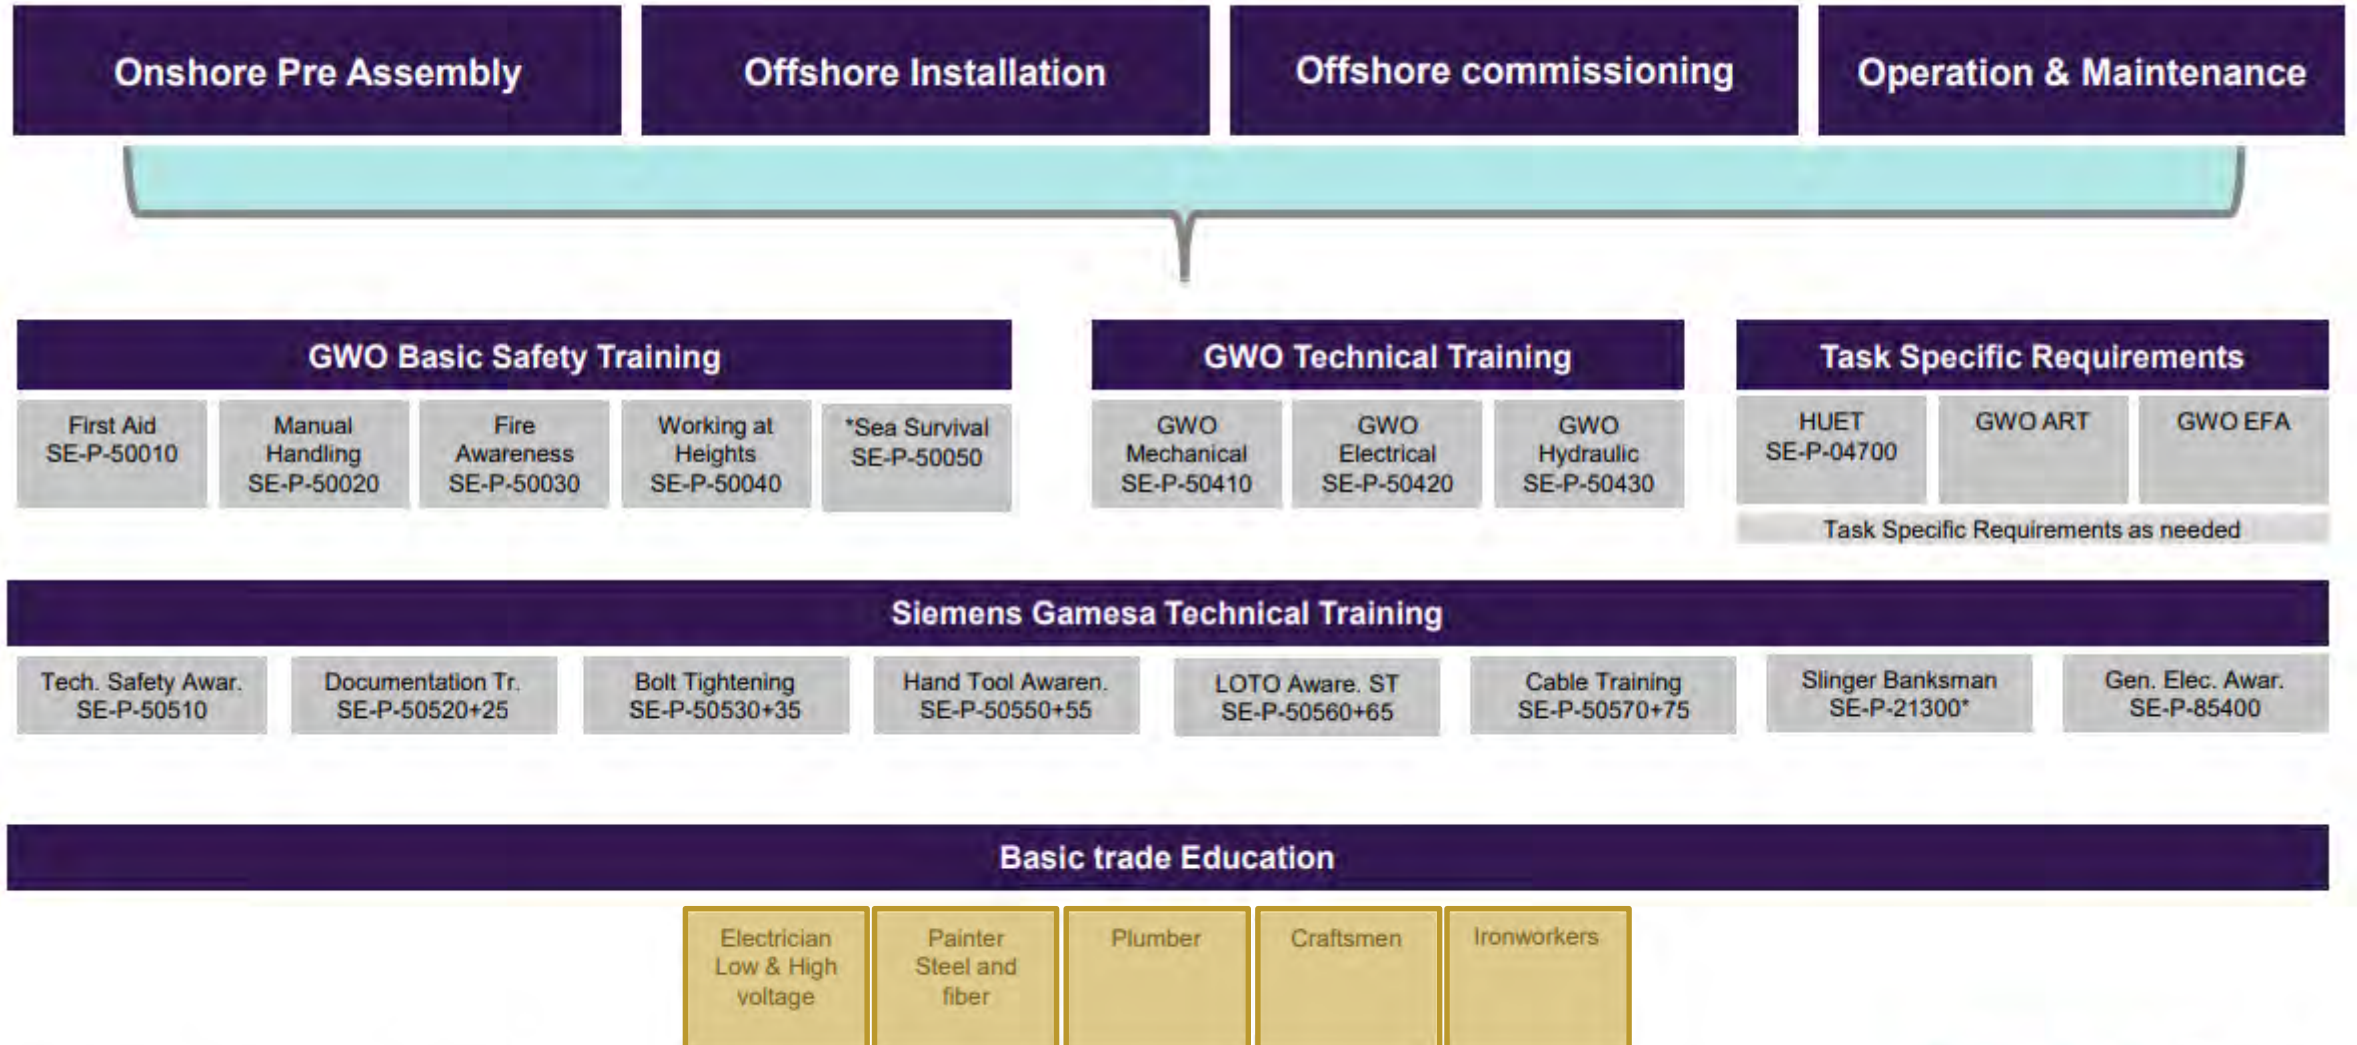 Onshore Pre Assembly
Offshore Installation
Offshore commissioning
Operation & Maintenance
GWO Basic Safety Training
First Aid
SE-P-50010
Manual
Handling
SE-P-50020
Fire
Awareness
SE-P-50030
Working at
Heights
SE-P-50040
*Sea Survival
SE-P-50050
GWO Technical Training
GWO
Mechanical
SE-P-50410
GWO
Electrical
SE-P-50420
GWO
Hydraulic
SE-P-50430
Task Specific Requirements
HUET
SE-P-04700
GWO ART
GWO EFA
Task Specific Requirements as needed
Siemens Gamesa Technical Training
Tech. Safety Awar.
SE-P-50510
Documentation Tr.
SE-P-50520+25
Bolt Tightening
SE-P-50530+35
Hand Tool Awaren.
SE-P-50550+55
LOTO Aware. ST
SE-P-50560+65
Cable Training
SE-P-50570+75
Slinger Banksman
SE-P-21300*
Gen. Elec. Awar.
SE-P-85400
Basic trade Education
Electrician
Low & High
voltage
Painter
Steel and
fiber
Plumber
Craftsmen
Ironworkers